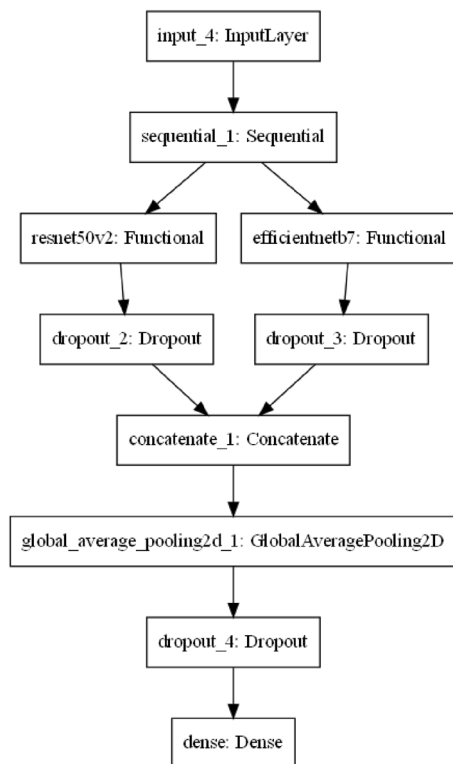 input_4: InputLayer
sequential_1: Sequential
resnet50v2: Functional
efficientnetb7: Functional
dropout_2: Dropout
dropout_3: Dropout
concatenate_1: Concatenate
global_average_pooling2d_1: GlobalAveragePooling2D
dropout_4: Dropout
dense: Dense